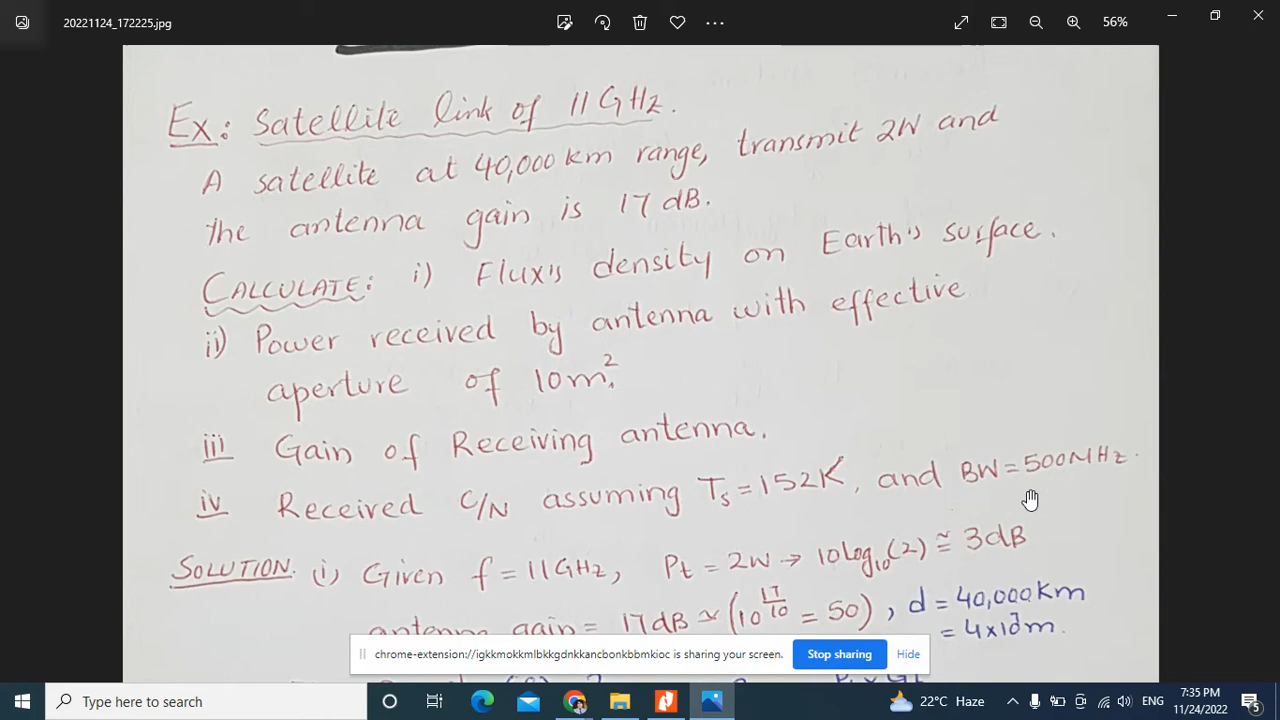 20221124_172225.jpg
56%
Ex: Satellite link of 11 GHz.
A satellite at 40,000 km range, transmit 2W and
the antenna gain is 17 dB.
CALCULATE: i) Flux's density on Earth's surface.
ii) Power received by antenna with effective
aperture of 10m².
iii Gain of Receiving antenna.
iv Received C/N assuming Ts = 152K, and BW = 500MHz.
SOLUTION. (i) Given f = 11GHz, Pt = 2W → 10log₁₀(2) ≅ 3dB
antenna gain = 17dB ≃ (10^17/10 = 50), d = 40,000km
= 4x10⁷m.
chrome-extension://igkkmokkmlbkkgdnkkancbonkbbmkioc is sharing your screen.
Stop sharing
Hide
Type here to search
22°C Haze
ENG
7:35 PM
11/24/2022
5